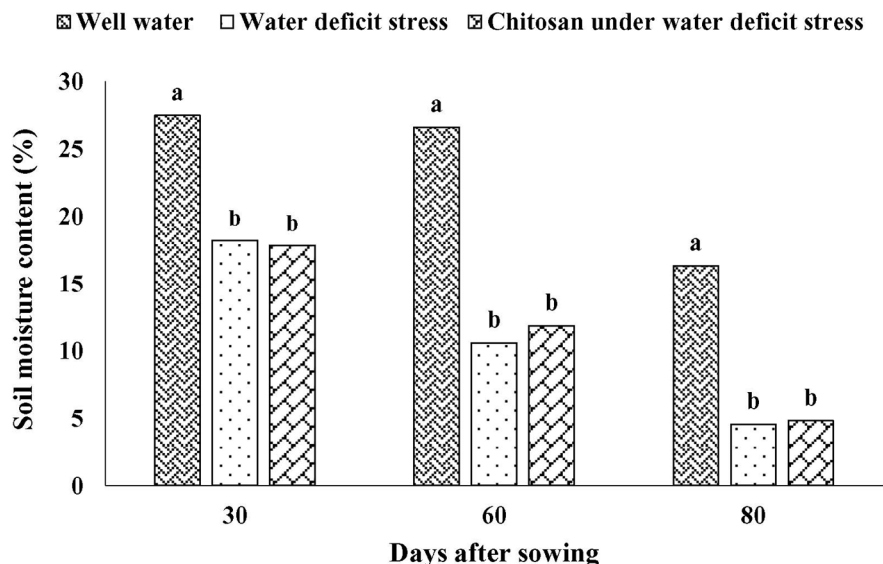 Well water Water deficit stress Chitosan under water deficit stress
30
a
a
25
b
b
20
a
15
b
b
10
b
b
5
0
30 60 80
Soil moisture content (%)
Days after sowing